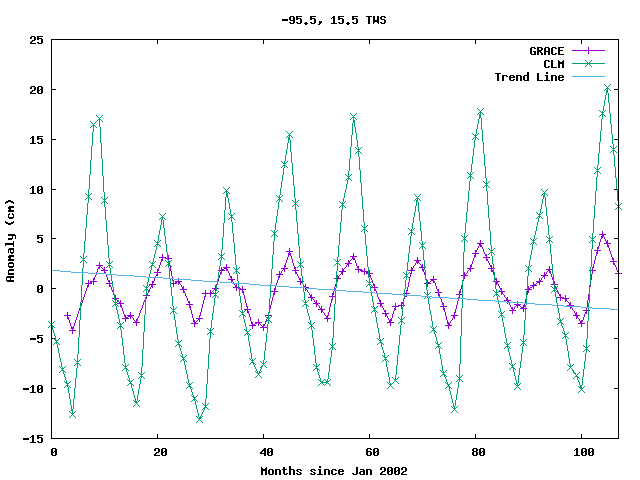 -95.5, 15.5 TWS
GRACE
CLM
Trend Line
25
20
15
10
5
0
-5
-10
-15
Anomaly (cm)
0 20 40 60 80 100
Months since Jan 2002